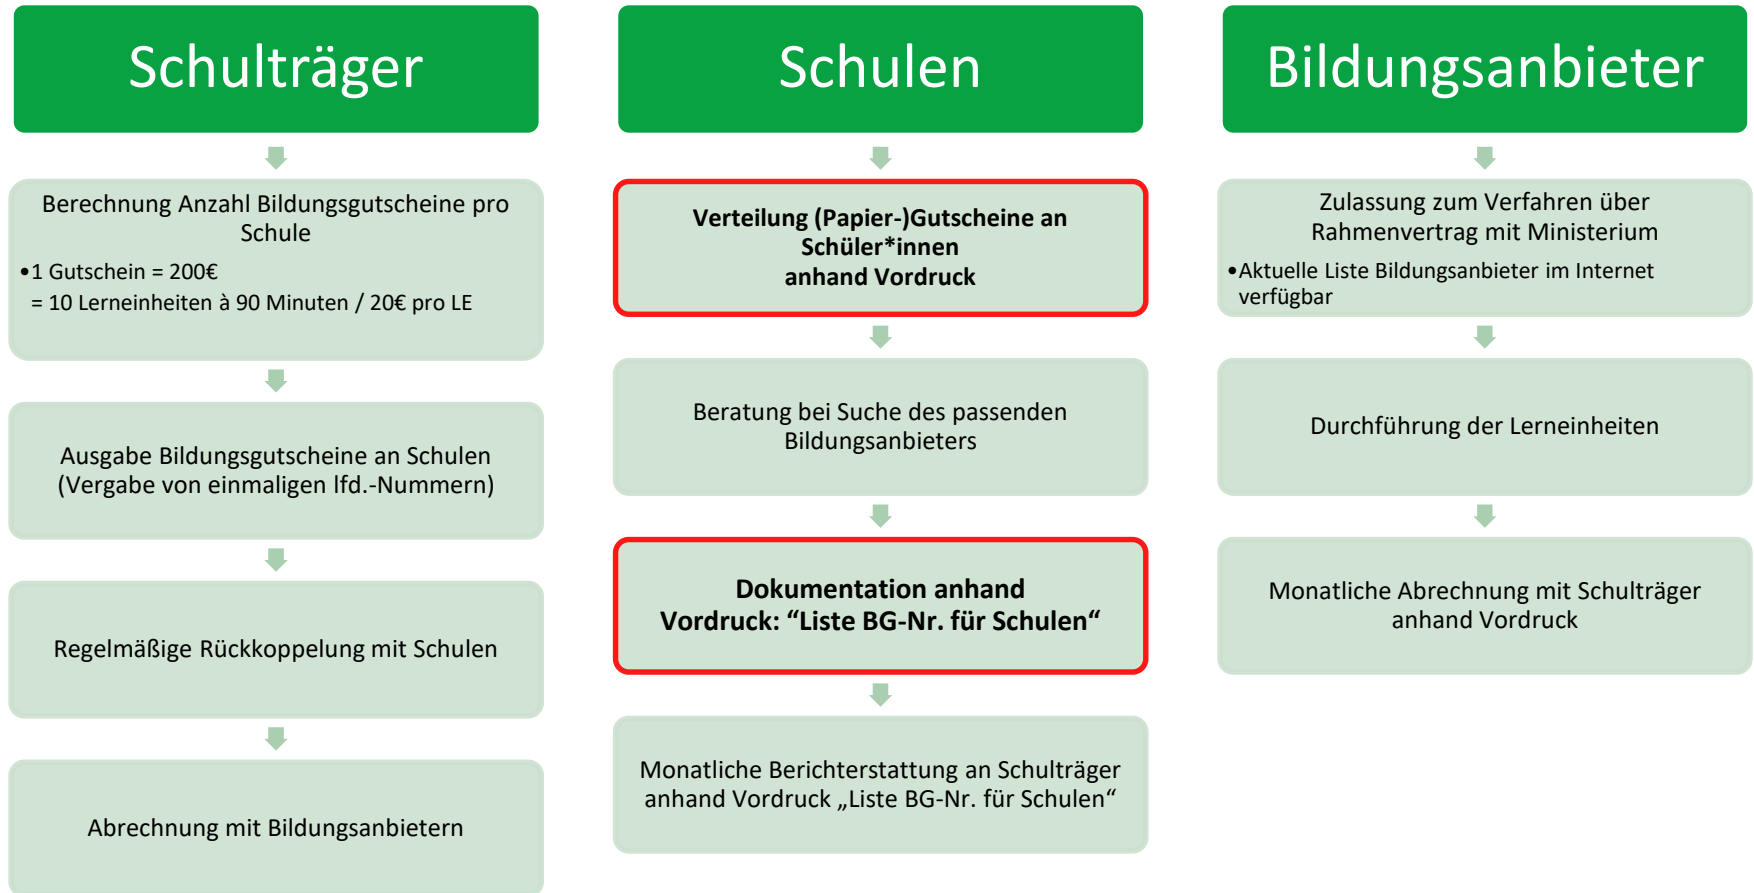 Schulträger
Berechnung Anzahl Bildungsgutscheine pro
Schule
•1 Gutschein = 200€
= 10 Lerneinheiten à 90 Minuten / 20€ pro LE
Ausgabe Bildungsgutscheine an Schulen
(Vergabe von einmaligen lfd.-Nummern)
Regelmäßige Rückkoppelung mit Schulen
Abrechnung mit Bildungsanbietern
Schulen
Verteilung (Papier-)Gutscheine an
Schüler*innen
anhand Vordruck
Beratung bei Suche des passenden
Bildungsanbieters
Dokumentation anhand
Vordruck: “Liste BG-Nr. für Schulen“
Monatliche Berichterstattung an Schulträger
anhand Vordruck „Liste BG-Nr. für Schulen“
Bildungsanbieter
Zulassung zum Verfahren über
Rahmenvertrag mit Ministerium
•Aktuelle Liste Bildungsanbieter im Internet
verfügbar
Durchführung der Lerneinheiten
Monatliche Abrechnung mit Schulträger
anhand Vordruck